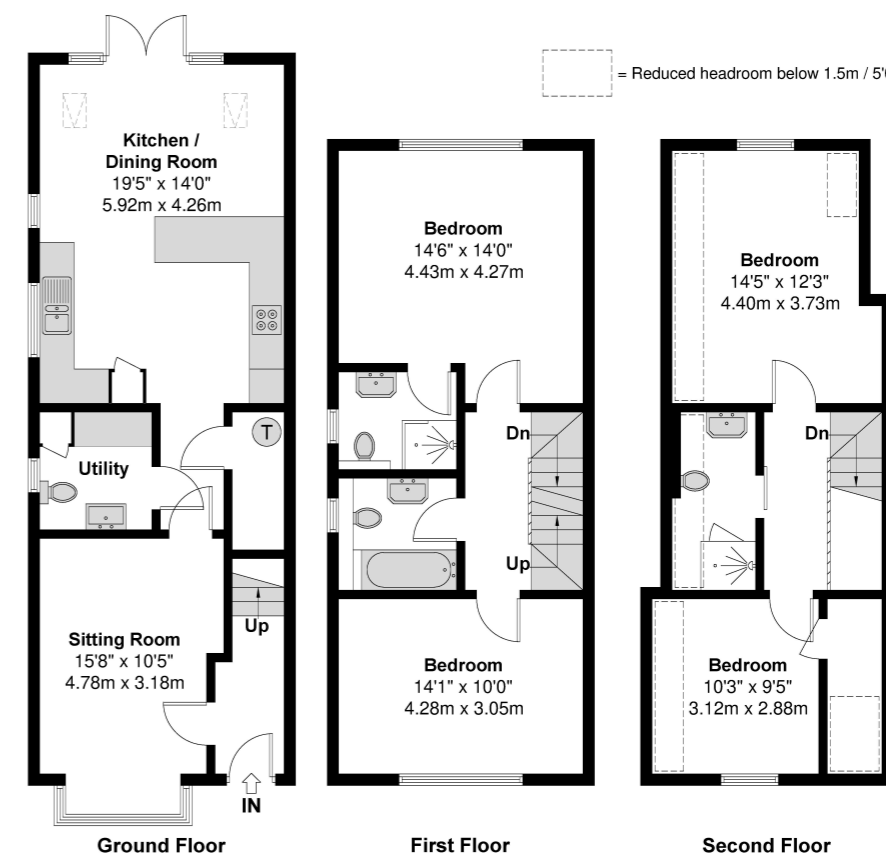 = Reduced headroom below 1.5m / 5'
Kitchen /
Dining Room
19'5" x 14'0"
5.92m x 4.26m
T
Utility
Sitting Room
15'8" x 10'5"
4.78m x 3.18m
Up
IN
Ground Floor
Bedroom
14'6" x 14'0"
4.43m x 4.27m
Dn
Up
Bedroom
14'1" x 10'0"
4.28m x 3.05m
First Floor
Bedroom
14'5" x 12'3"
4.40m x 3.73m
Dn
Bedroom
10'3" x 9'5"
3.12m x 2.88m
Second Floor